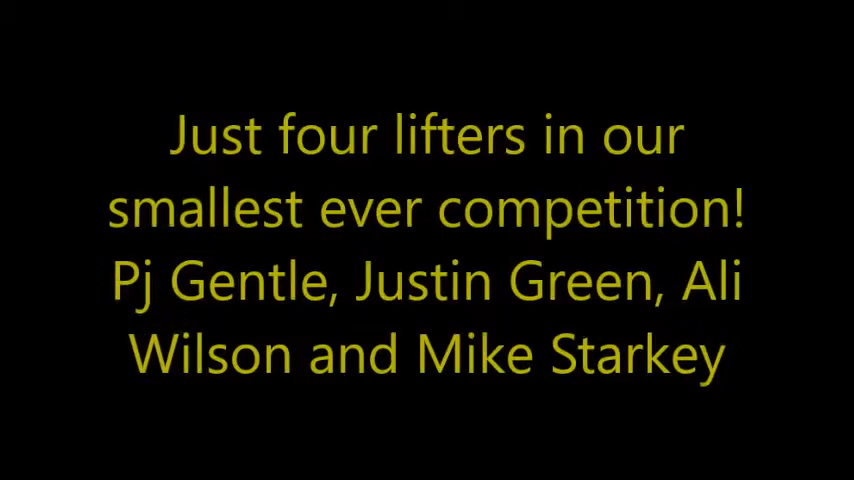 Just four lifters in our
smallest ever competition!
Pj Gentle, Justin Green, Ali
Wilson and Mike Starkey